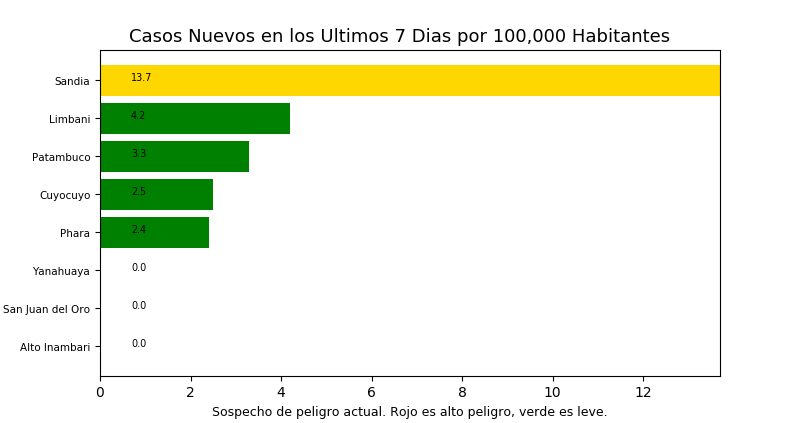 Casos Nuevos en los Ultimos 7 Dias por 100,000 Habitantes
Sandia 13.7
Limbani 4.2
Patambuco 3.3
Cuyocuyo 2.5
Phara 2.4
Yanahuaya 0.0
San Juan del Oro 0.0
Alto Inambari 0.0
0 2 4 6 8 10 12
Sospecho de peligro actual. Rojo es alto peligro, verde es leve.